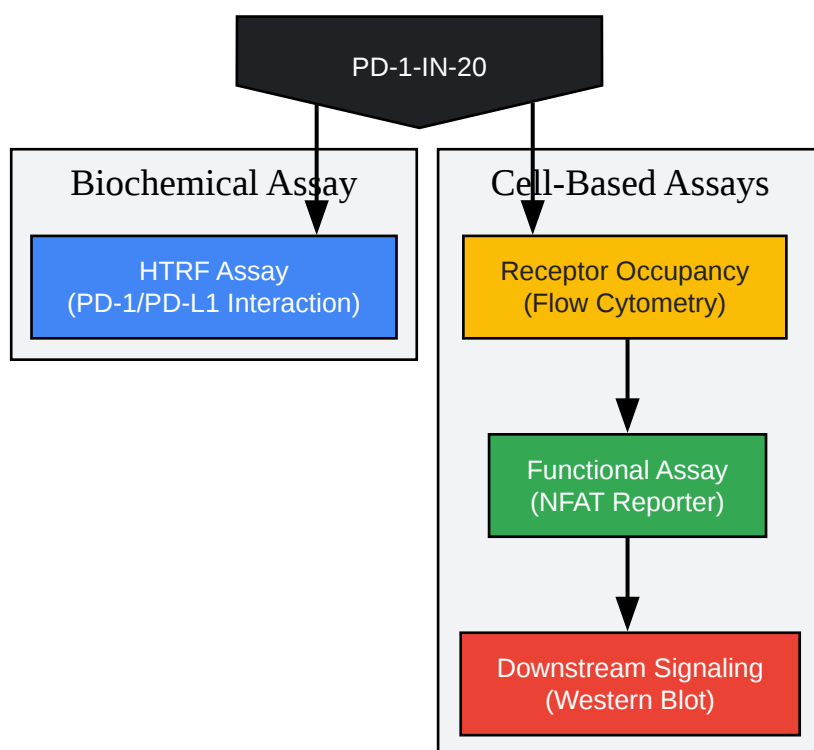 PD-1-IN-20
Biochemical Assay
HTRF Assay
(PD-1/PD-L1 Interaction)
Cell-Based Assays
Receptor Occupancy
(Flow Cytometry)
Functional Assay
(NFAT Reporter)
Downstream Signaling
(Western Blot)